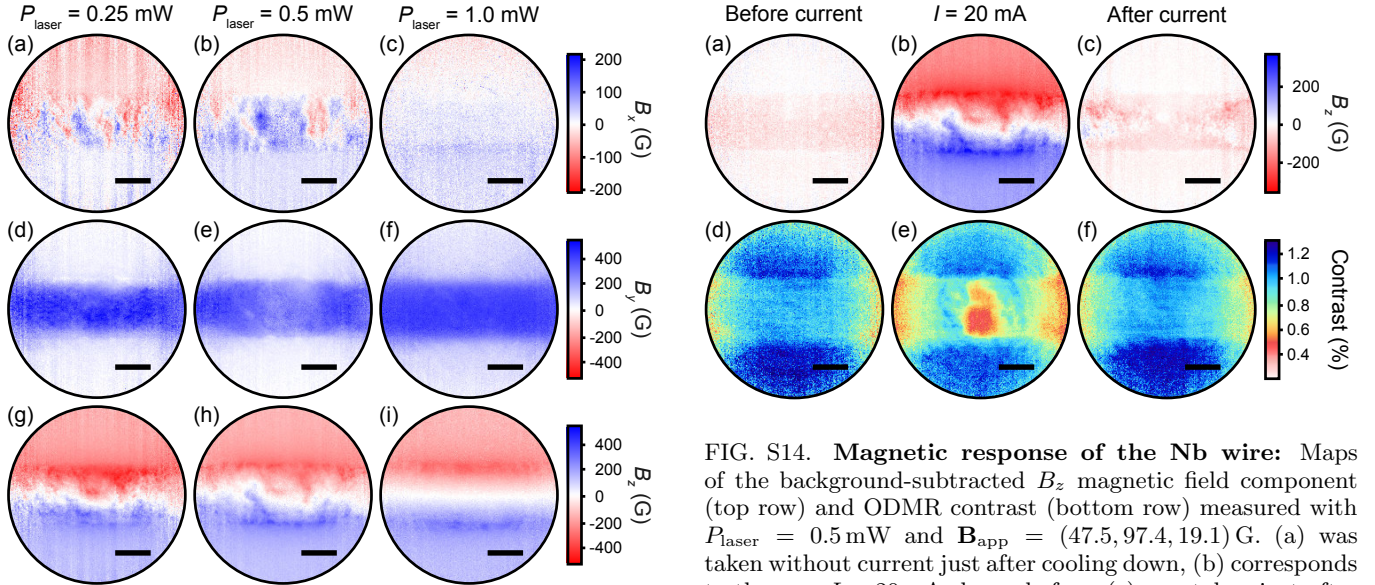 P_laser = 0.25 mW
P_laser = 0.5 mW
P_laser = 1.0 mW
(a)
(b)
(c)
200
100
0
-100
-200
B_x (G)
(d)
(e)
(f)
400
200
0
-200
-400
B_y (G)
(g)
(h)
(i)
400
200
0
-200
-400
B_z (G)
Before current
I = 20 mA
After current
(a)
(b)
(c)
200
0
-200
B_z (G)
(d)
(e)
(f)
1.2
1.0
0.8
0.6
0.4
Contrast (%)
FIG. S14. Magnetic response of the Nb wire: Maps
of the background-subtracted B_z magnetic field component
(top row) and ODMR contrast (bottom row) measured with
P_laser = 0.5 mW and B_app = (47.5, 97.4, 19.1) G. (a) was
taken without current just after cooling down, (b) corresponds